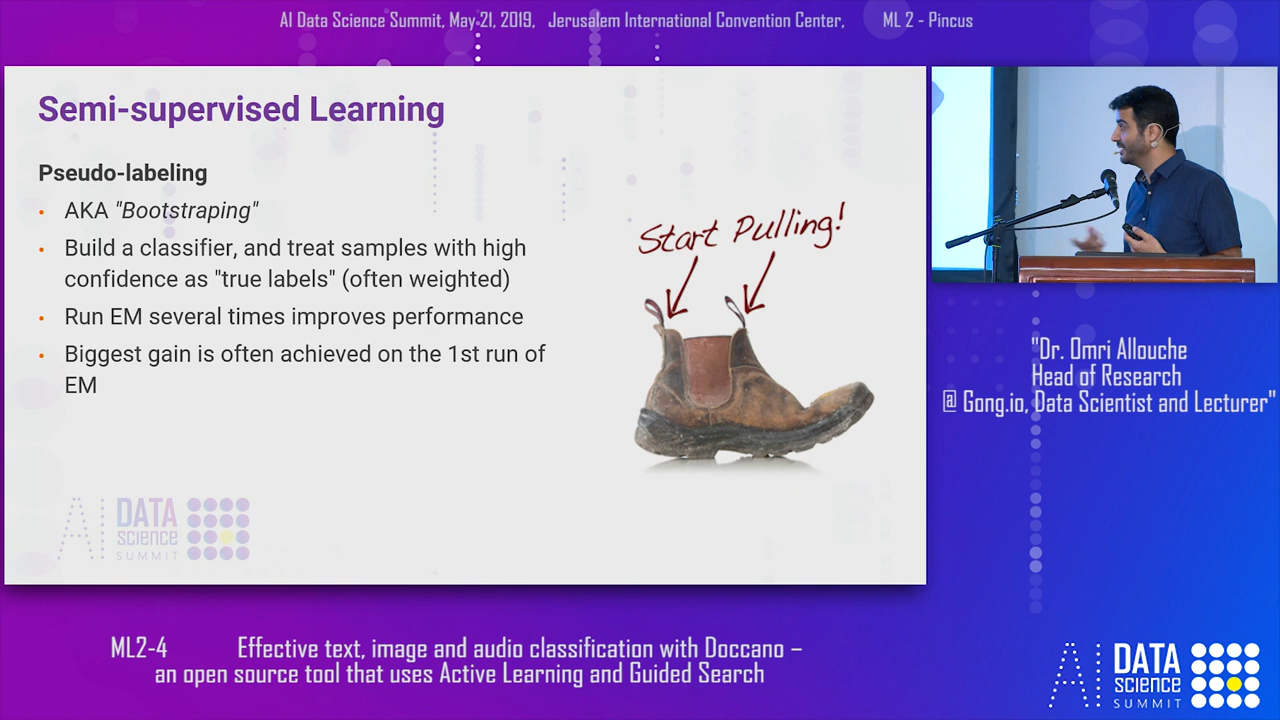 AI Data Science Summit, May 21, 2019, Jerusalem International Convention Center, ML 2 - Pincus
Semi-supervised Learning
Pseudo-labeling
• AKA "Bootstraping"
• Build a classifier, and treat samples with high
confidence as "true labels" (often weighted)
• Run EM several times improves performance
• Biggest gain is often achieved on the 1st run of
EM
Start Pulling!
AI DATA
science
SUMMIT
"Dr. Omri Allouche
Head of Research
@ Gong.io, Data Scientist and Lecturer"
ML2-4 Effective text, image and audio classification with Doccano –
an open source tool that uses Active Learning and Guided Search
AI DATA
science
SUMMIT